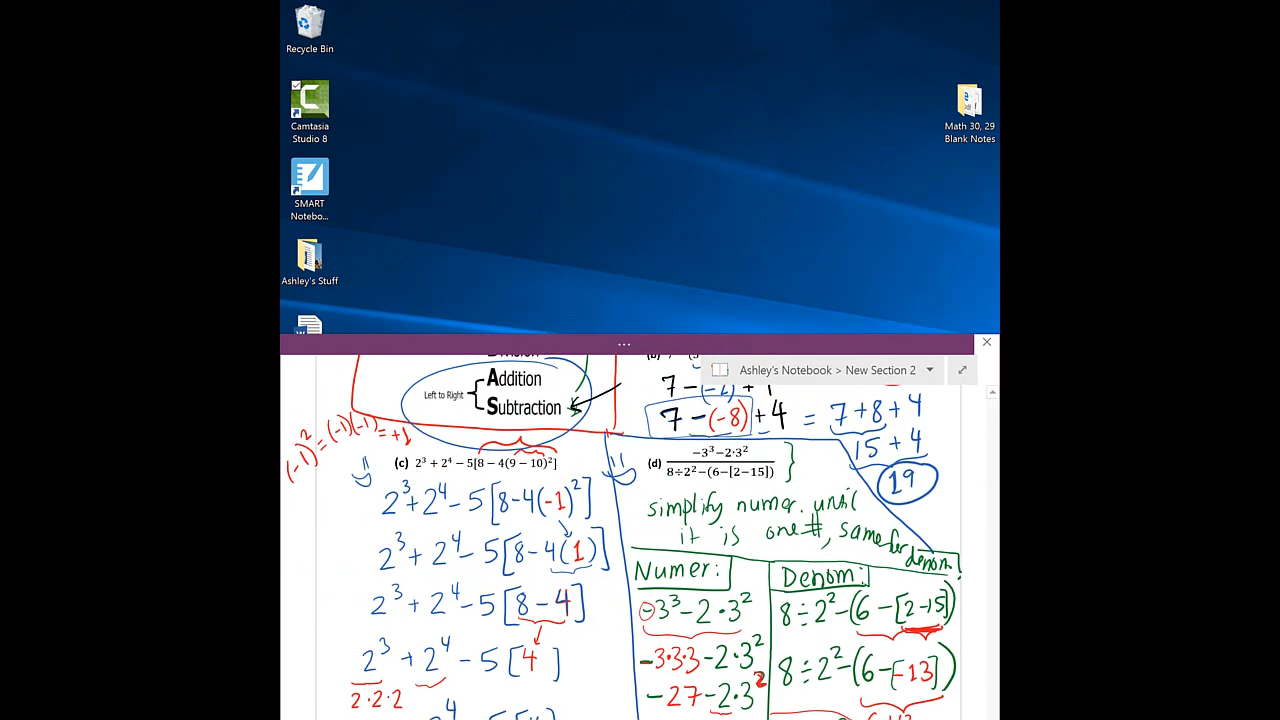 Recycle Bin
Camtasia
Studio 8
SMART
Notebo...
Ashley's Stuff
Math 30, 29
Blank Notes
...
Ashley's Notebook > New Section 2
Left to Right
Addition
Subtraction
(b)
7 - (-8) + 4 = 7 + 8 + 4
15 + 4
19
(-1)² = (-1)(-1) = +1
(c) 2³ + 2⁴ − 5[8 − 4(9 − 10)²]
2³ + 2⁴ - 5[8 - 4(-1)²]
2³ + 2⁴ - 5[8 - 4(1)]
2³ + 2⁴ - 5[8 - 4]
2³ + 2⁴ - 5[4]
2·2·2
(d) −3³−2·3²
8÷2²−(6−[2−15])
simplify numer. until
it is one #, same for
denom!
Numer:
-3³ - 2·3²
-3·3·3 - 2·3²
-27 - 2·3²
Denom:
8 ÷ 2² - (6 - [2-15])
8 ÷ 2² - (6 - [-13])